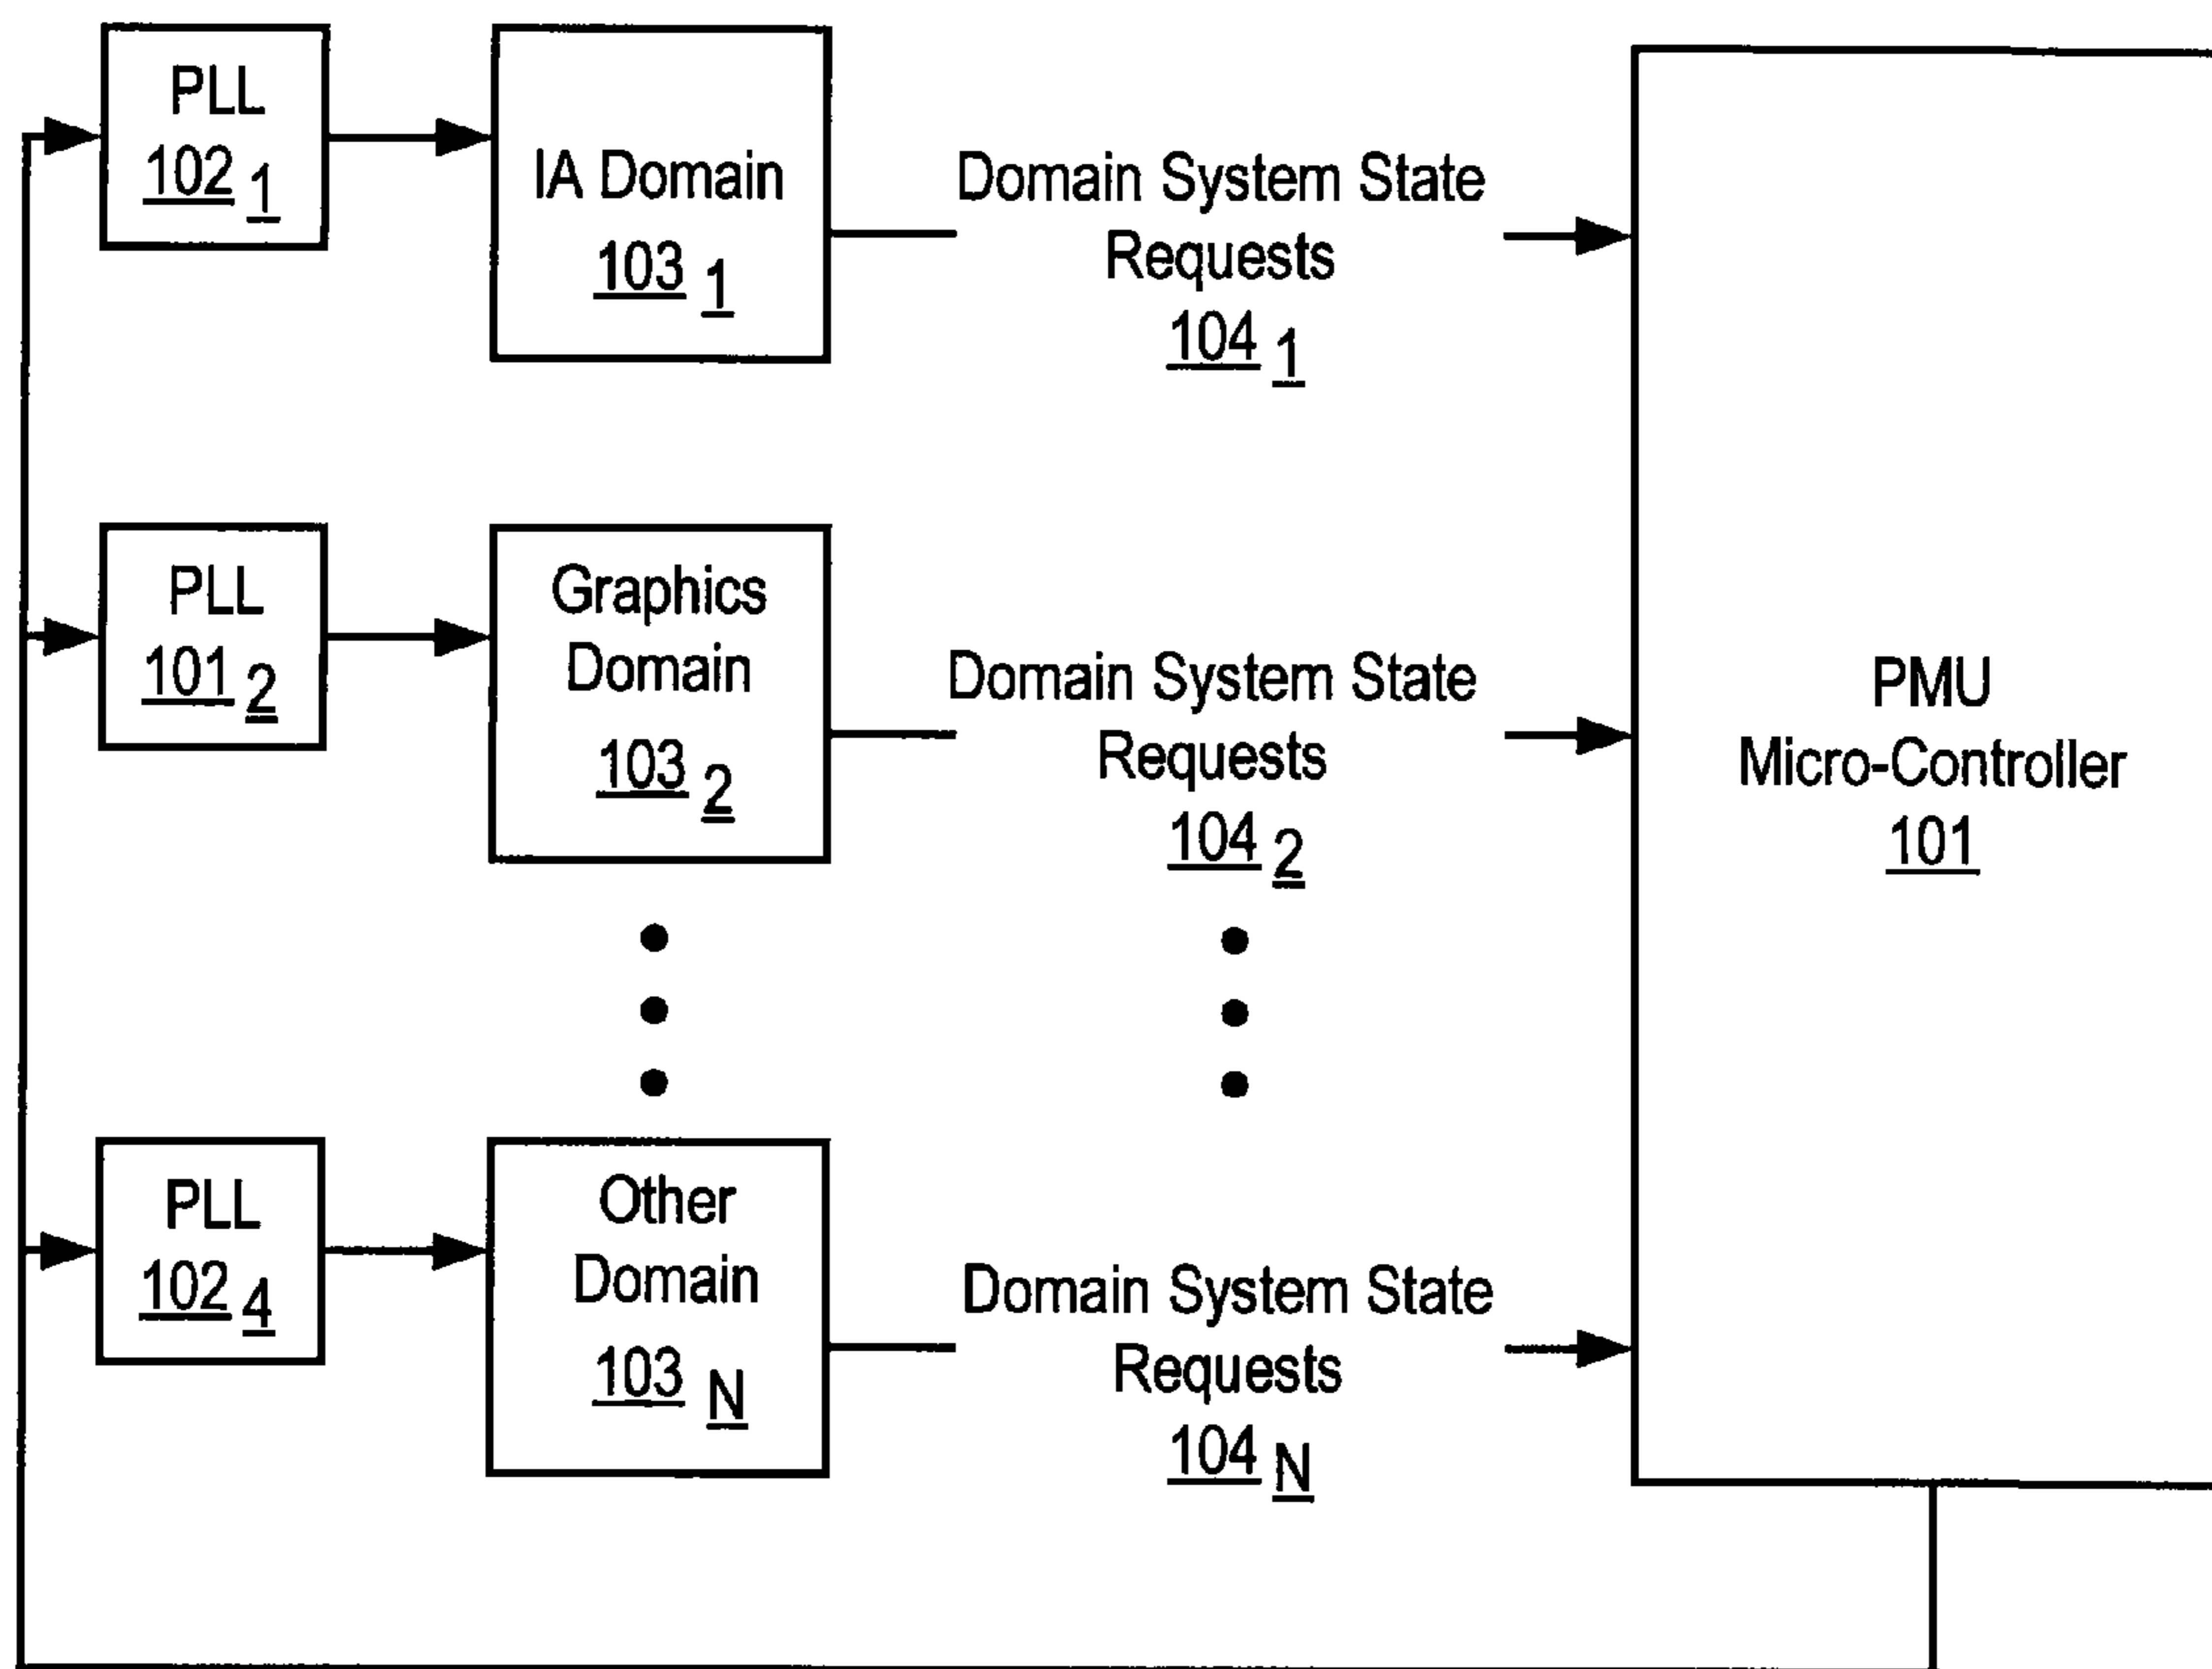 PLL
102 1
IA Domain
103 1
Domain System State
Requests
104 1
PLL
101 2
Graphics
Domain
103 2
Domain System State
Requests
104 2
PMU
Micro-Controller
101
PLL
102 4
Other
Domain
103 N
Domain System State
Requests
104 N